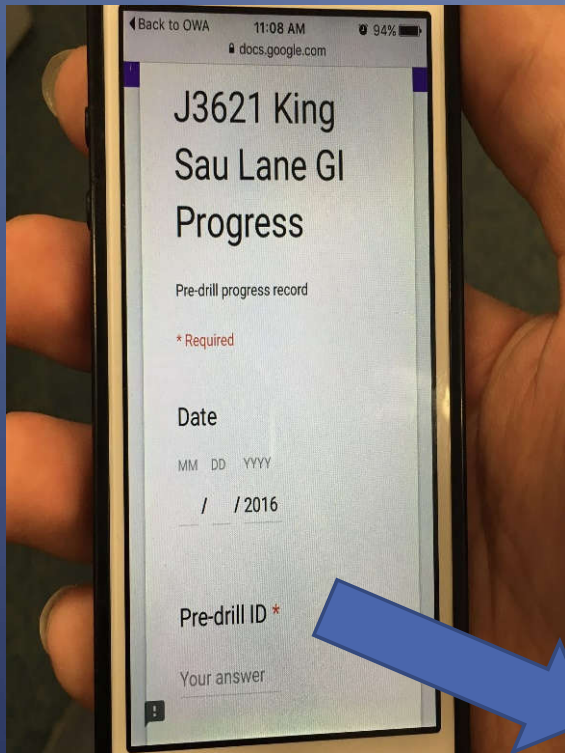 Back to OWA 11:08 AM 94%
docs.google.com
J3621 King
Sau Lane GI
Progress
Pre-drill progress record
* Required
Date
MM DD YYYY
/ / 2016
Pre-drill ID *
Your answer
!